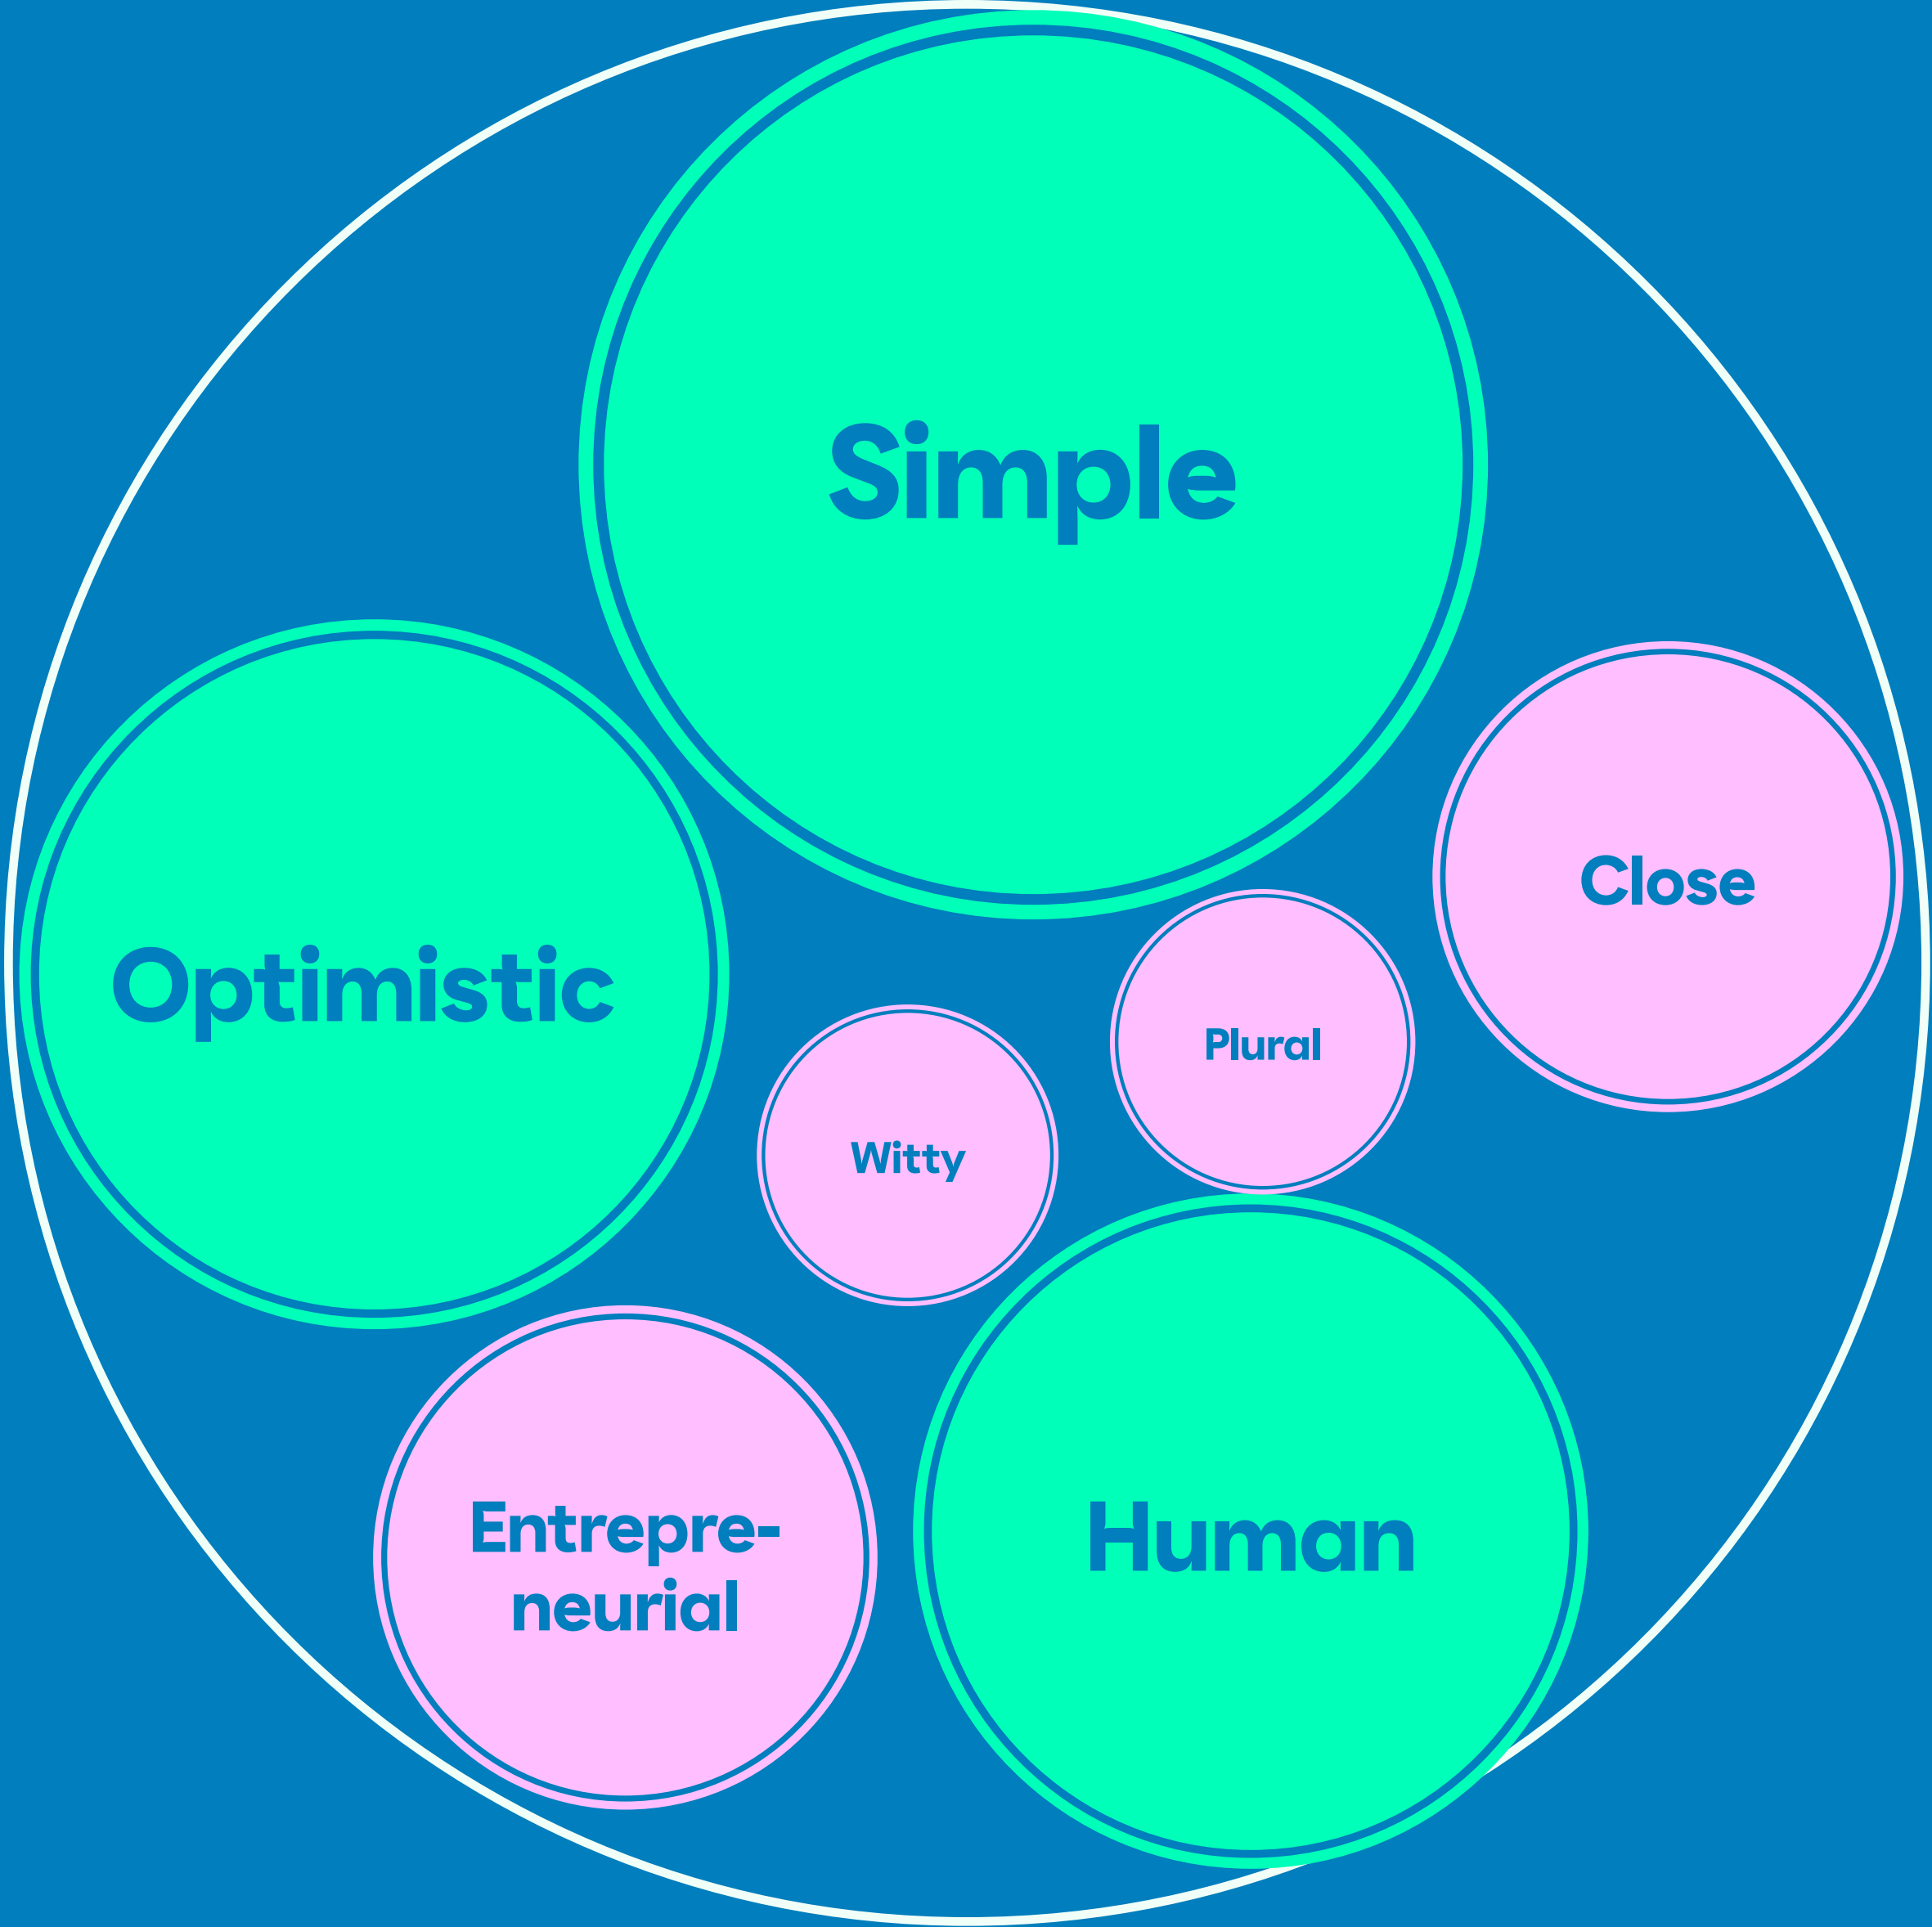 Simple
Close
Optimistic
Plural
Witty
Entrepre-
neurial
Human